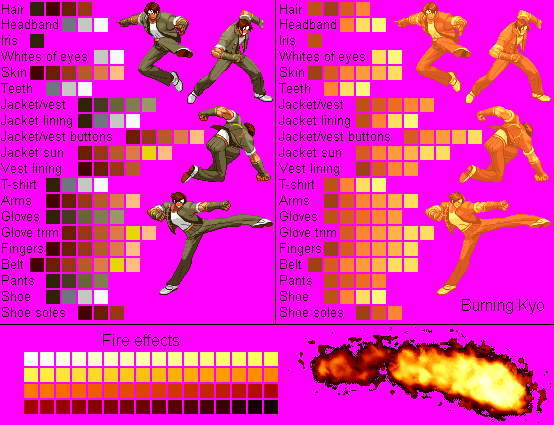 Hair
Headband
Iris
Whites of eyes
Skin
Teeth
Jacket/vest
Jacket lining
Jacket/vest buttons
Jacket sun
Vest lining
T-shirt
Arms
Gloves
Glove trim
Fingers
Belt
Pants
Shoe
Shoe soles
Hair
Headband
Iris
Whites of eyes
Skin
Teeth
Jacket/vest
Jacket lining
Jacket/vest buttons
Jacket sun
Vest lining
T-shirt
Arms
Gloves
Glove trim
Fingers
Belt
Pants
Shoe
Shoe soles
Burning Kyo
Fire effects